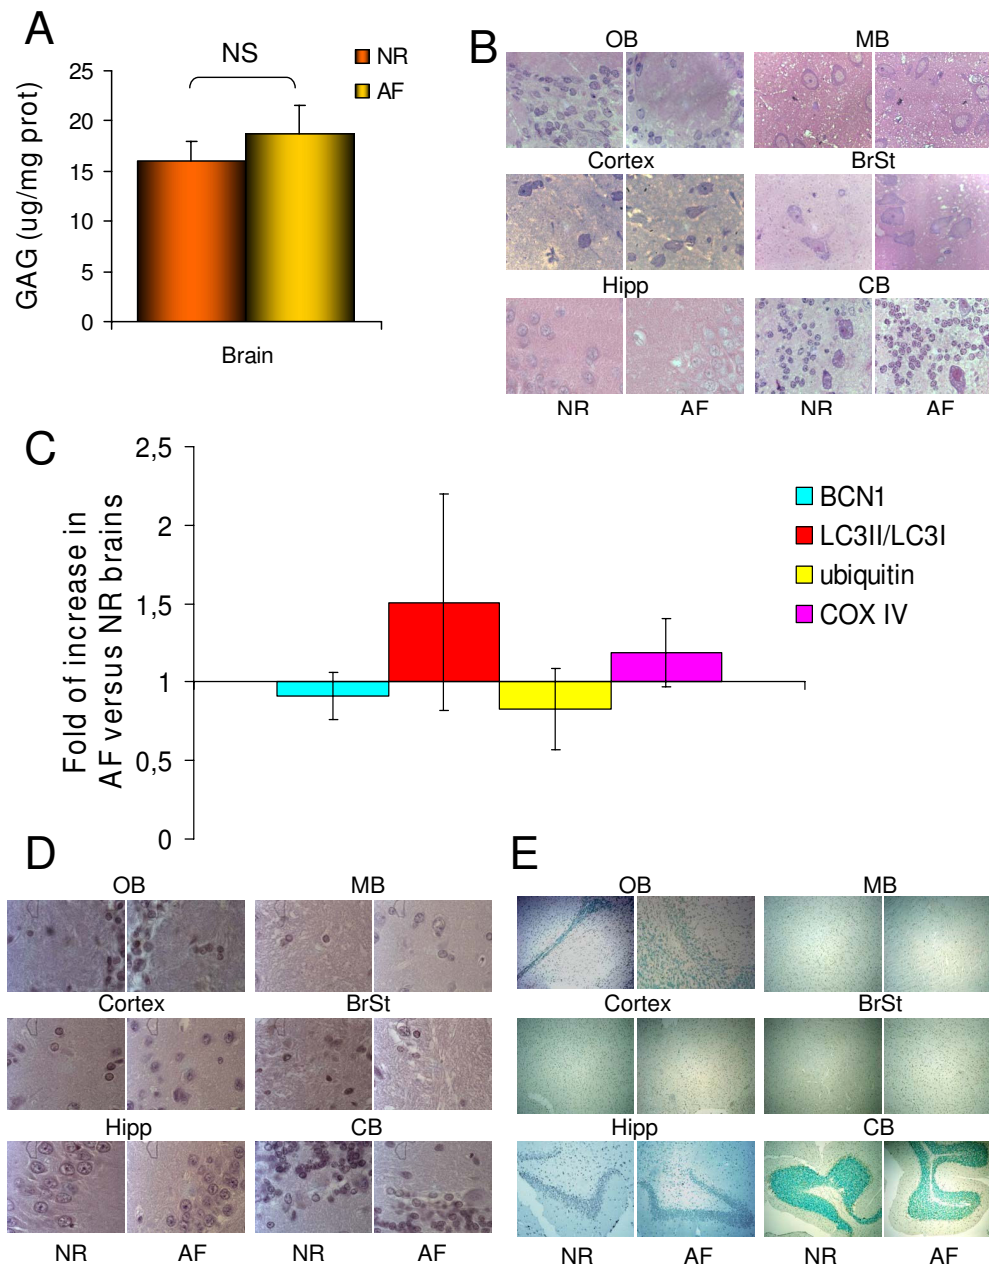 A
NS
NR
AF
25
20
15
10
5
0
GAG (ug/mg prot)
Brain
B
OB MB
Cortex BrSt
Hipp CB
NR AF NR AF
C
2,5
2
1,5
1
0,5
0
Fold of increase in
AF versus NR brains
BCN1
LC3II/LC3I
ubiquitin
COX IV
D
OB MB
Cortex BrSt
Hipp CB
NR AF NR AF
E
OB MB
Cortex BrSt
Hipp CB
NR AF NR AF